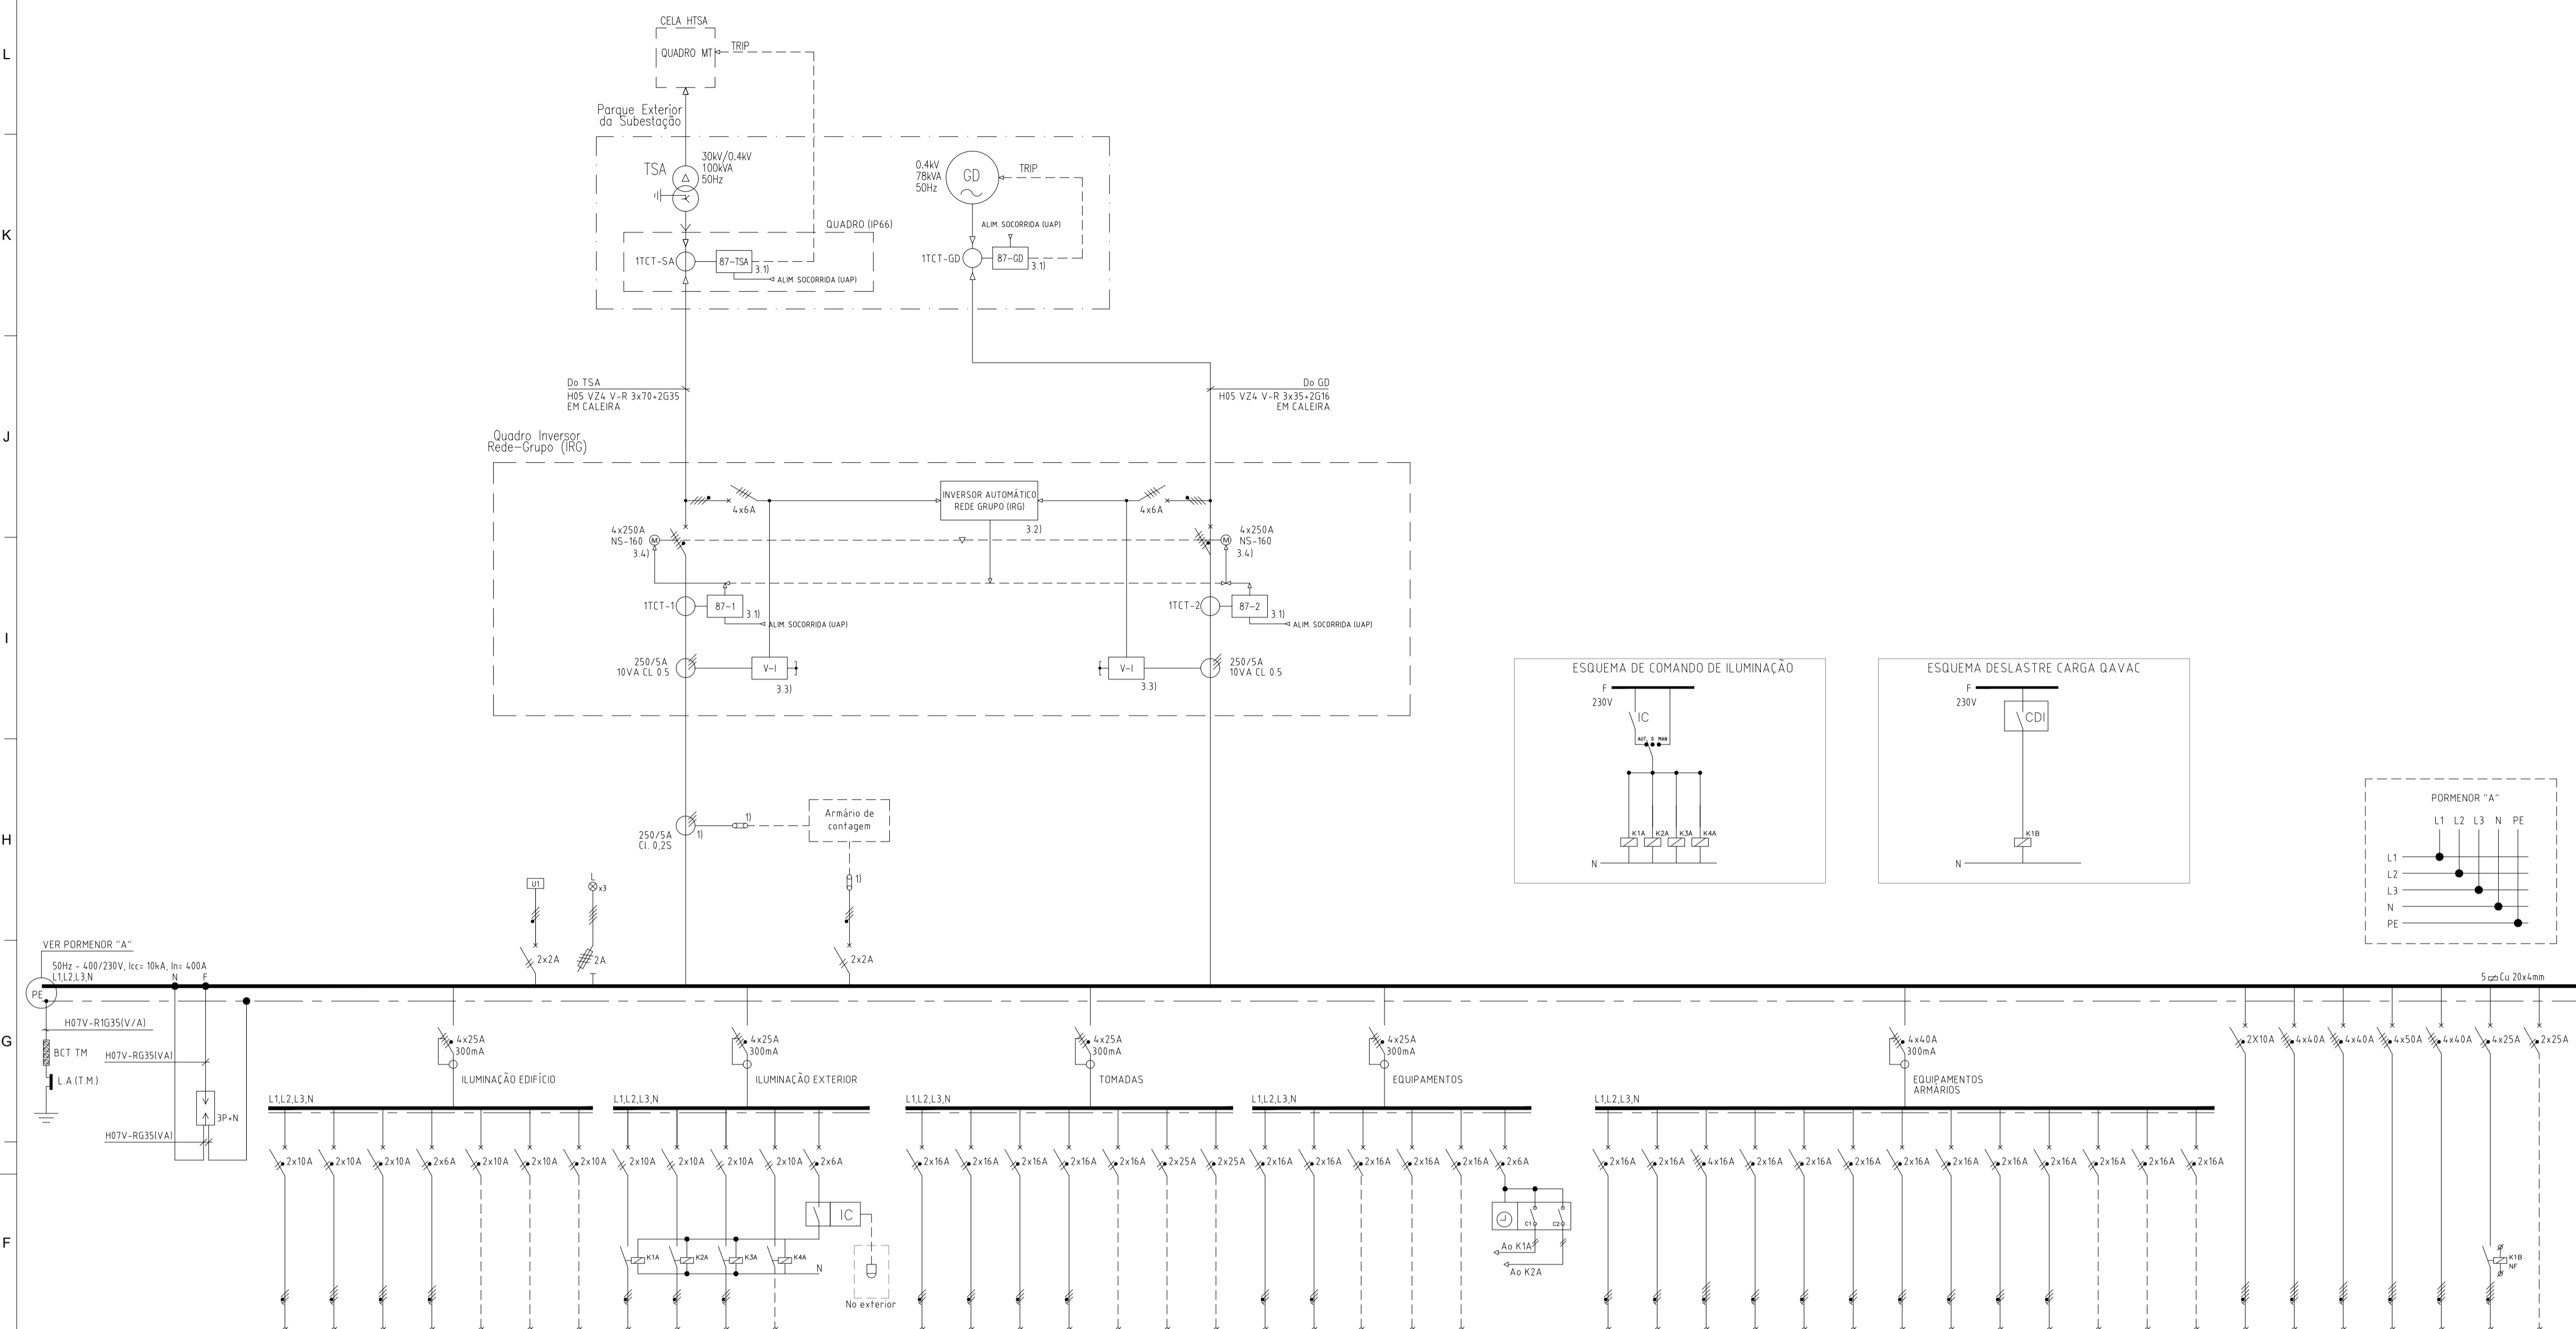 CELA HTSA
QUADRO MT
TRIP
L
Parque Exterior
da Subestação
TSA
30kV/0.4kV
100kVA
50Hz
0.4kV
78kVA
50Hz
GD
TRIP
K
QUADRO (IP66)
ALIM. SOCORRIDA (UAP)
1TCT-SA
87-TSA
3.1)
ALIM. SOCORRIDA (UAP)
1TCT-GD
87-GD
3.1)
Do TSA
H05 VZ4 V-R 3x70+2G35
EM CALEIRA
Do GD
H05 VZ4 V-R 3x35+2G16
EM CALEIRA
J
Quadro Inversor
Rede-Grupo (IRG)
4x6A
INVERSOR AUTOMÁTICO
REDE GRUPO (IRG)
3.2)
4x6A
4x250A
NS-160
3.4)
M
M
4x250A
NS-160
3.4)
1TCT-1
87-1
3.1)
ALIM. SOCORRIDA (UAP)
1TCT-2
87-2
3.1)
ALIM. SOCORRIDA (UAP)
I
250/5A
10VA CL 0.5
V-I
3.3)
V-I
3.3)
250/5A
10VA CL 0.5
ESQUEMA DE COMANDO DE ILUMINAÇÃO
F
230V
IC
AUT 0 MAN
K1A
K2A
K3A
K4A
N
ESQUEMA DESLASTRE CARGA QAVAC
F
230V
CDI
K1B
N
PORMENOR "A"
L1 L2 L3 N PE
L1
L2
L3
N
PE
H
250/5A
Cl. 0,2S
1)
1)
Armário de
contagem
1)
U1
L
x3
2x2A
2A
2x2A
VER PORMENOR "A"
50Hz - 400/230V, Icc= 10kA, In= 400A
L1,L2,L3,N
N
F
PE
5 Cu 20x4mm
G
H07V-R1G35(V/A)
BCT TM
H07V-RG35(VA)
L.A.(T.M.)
3P+N
H07V-RG35(VA)
4x25A
300mA
ILUMINAÇÃO EDIFÍCIO
4x25A
300mA
ILUMINAÇÃO EXTERIOR
4x25A
300mA
TOMADAS
4x25A
300mA
EQUIPAMENTOS
4x40A
300mA
EQUIPAMENTOS
ARMÁRIOS
2X10A
4x40A
4x40A
4x50A
4x40A
4x25A
2x25A
L1,L2,L3,N
L1,L2,L3,N
L1,L2,L3,N
L1,L2,L3,N
L1,L2,L3,N
2x10A
2x10A
2x10A
2x6A
2x10A
2x10A
2x10A
2x10A
2x10A
2x10A
2x10A
2x6A
2x16A
2x16A
2x16A
2x16A
2x16A
2x25A
2x25A
2x16A
2x16A
2x16A
2x16A
2x16A
2x6A
2x16A
2x16A
4x16A
2x16A
2x16A
2x16A
2x16A
2x16A
2x16A
2x16A
2x16A
2x16A
2x16A
F
IC
K1A
K2A
K3A
K4A
N
No exterior
C1
C2
Ao K1A
Ao K2A
K1B
NF